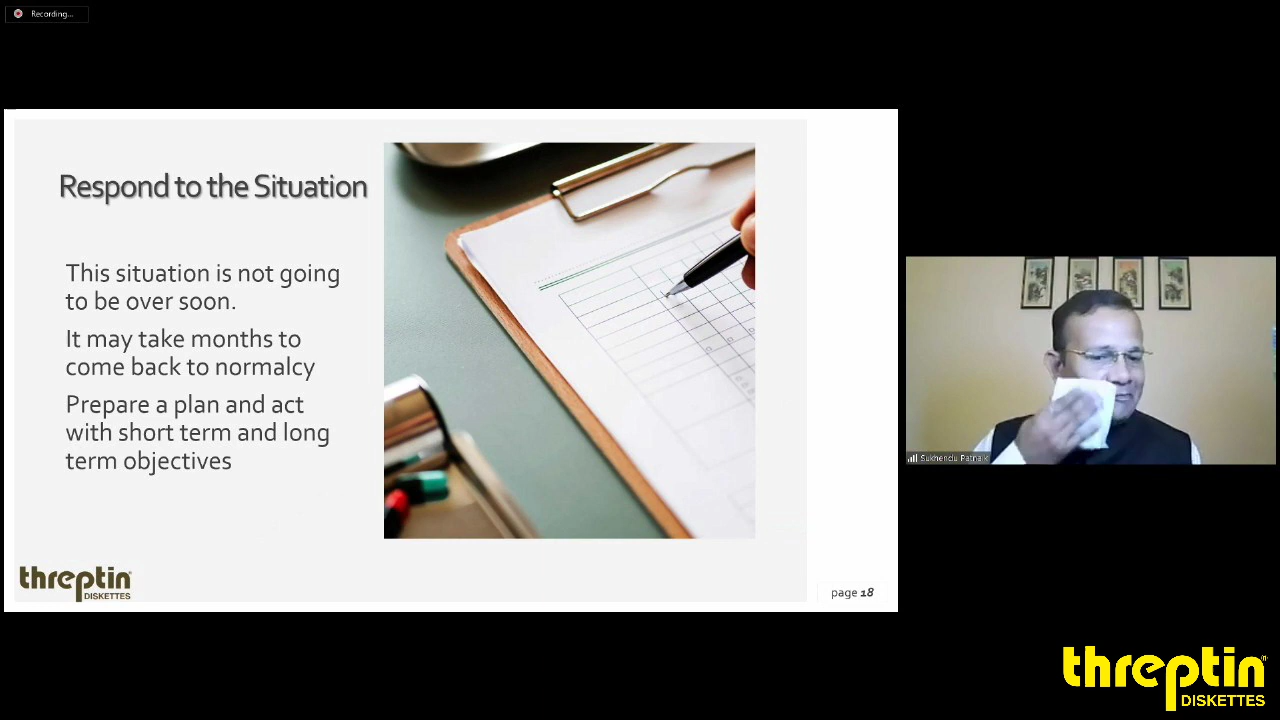 Recording...
Respond to the Situation
This situation is not going
to be over soon.
It may take months to
come back to normalcy
Prepare a plan and act
with short term and long
term objectives
threptin
DISKETTES
page 18
Sukhendu Patnaik
threptin
DISKETTES